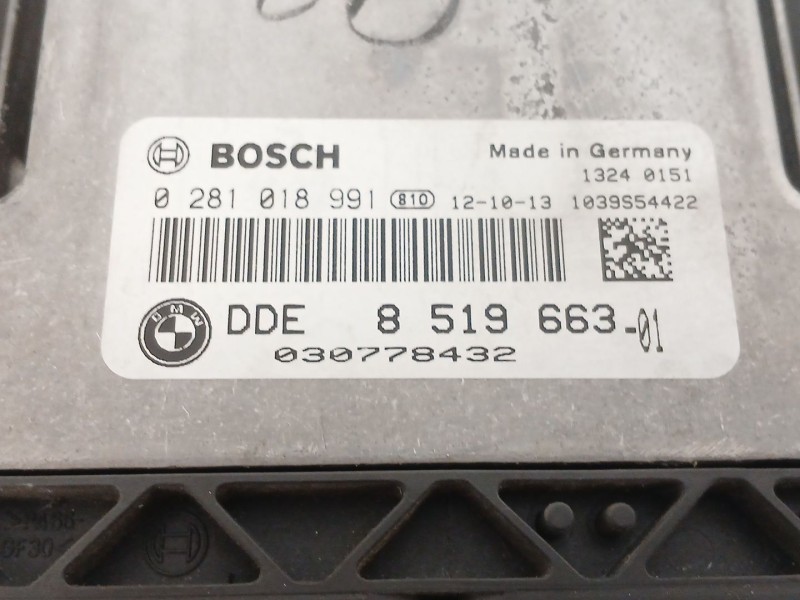 BOSCH
Made in Germany
1324 0151
0 281 018 991 810 12-10-13 1039S54422
BMW
DDE 8 519 663-01
030778432